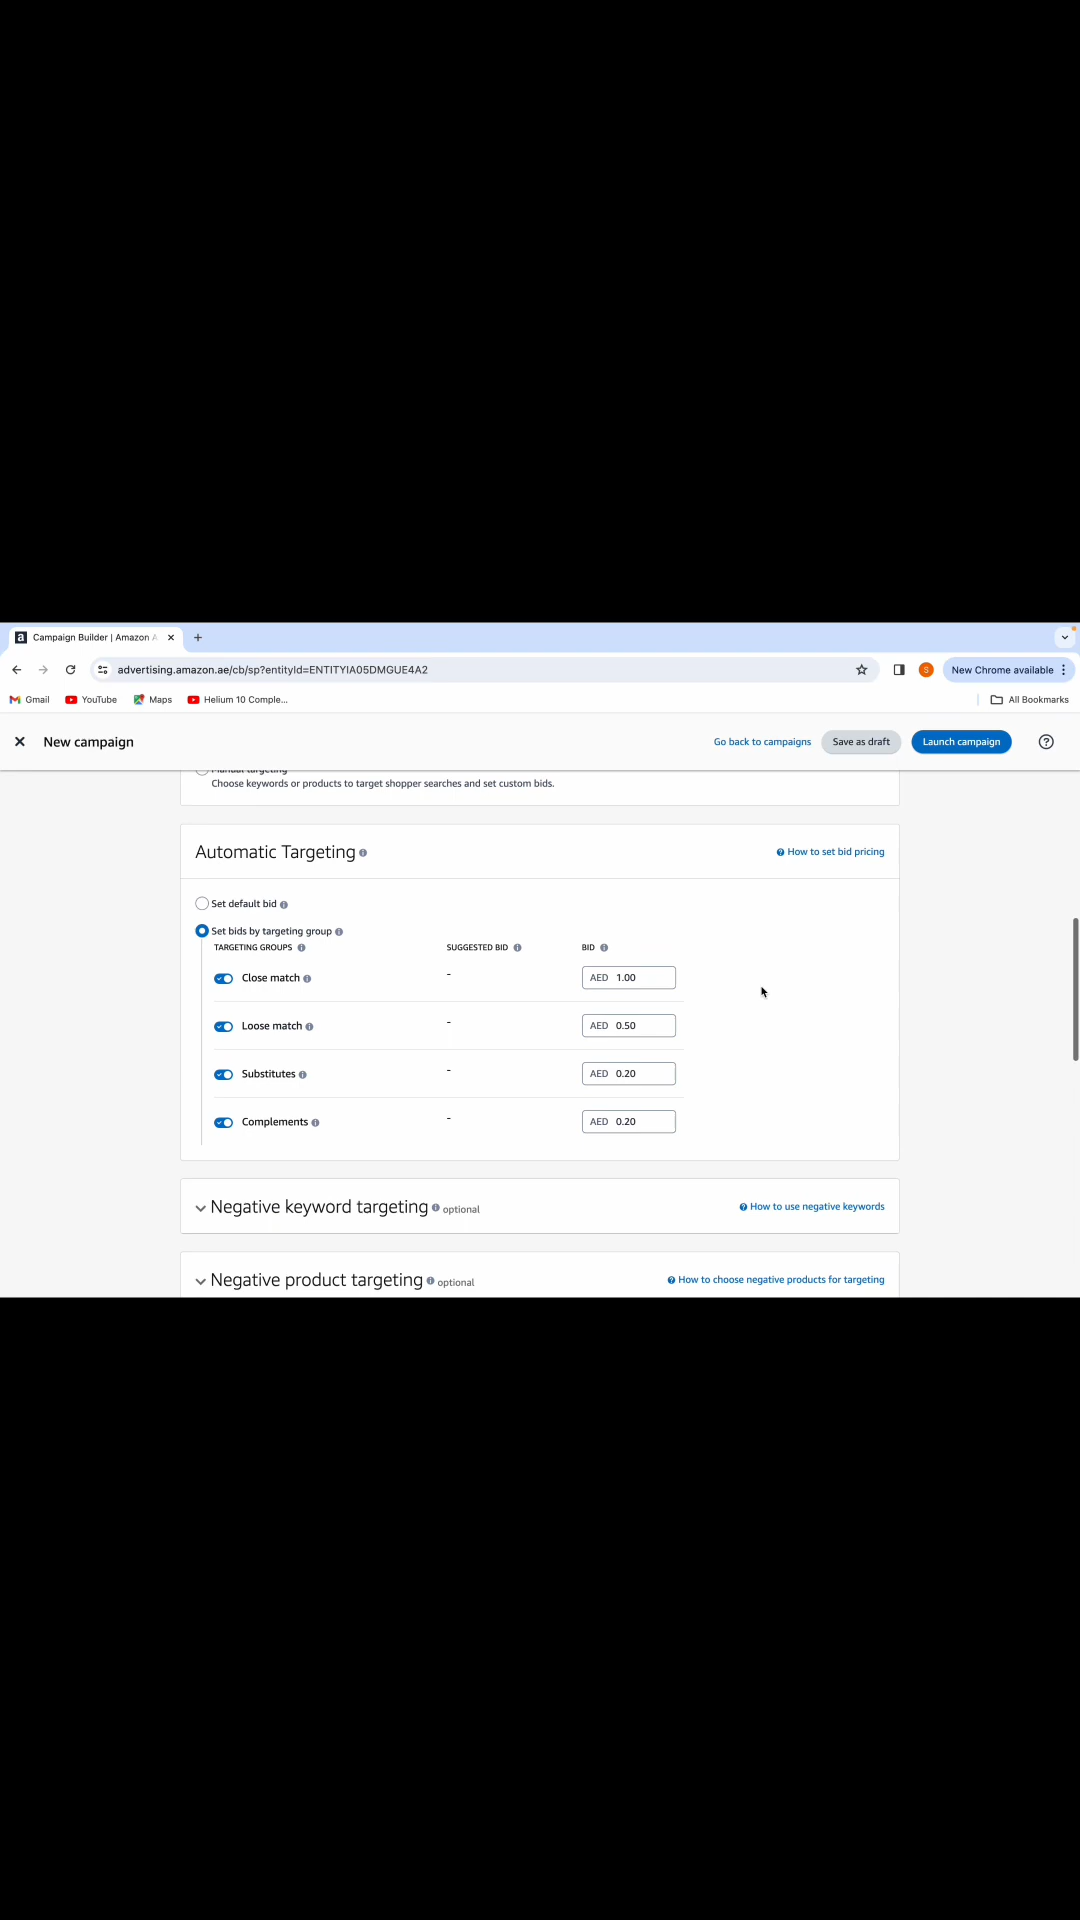 Campaign Builder | Amazon A
advertising.amazon.ae/cb/sp?entityId=ENTITYIA05DMGUE4A2
New Chrome available
Gmail YouTube Maps Helium 10 Comple... All Bookmarks
New campaign Go back to campaigns Save as draft Launch campaign
Manual targeting
Choose keywords or products to target shopper searches and set custom bids.
Automatic Targeting How to set bid pricing
Set default bid
Set bids by targeting group
TARGETING GROUPS SUGGESTED BID BID
Close match - AED 1.00
Loose match - AED 0.50
Substitutes - AED 0.20
Complements - AED 0.20
Negative keyword targeting optional How to use negative keywords
Negative product targeting optional How to choose negative products for targeting